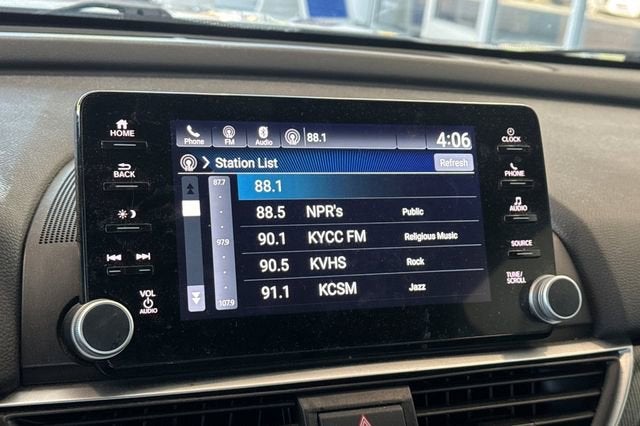 HOME
BACK
VOL
AUDIO
Phone FM Audio 88.1 4:06
Station List Refresh
87.7
97.9
107.9
88.1
88.5 NPR's Public
90.1 KYCC FM Religious Music
90.5 KVHS Rock
91.1 KCSM Jazz
CLOCK
PHONE
AUDIO
SOURCE
TUNE/
SCROLL